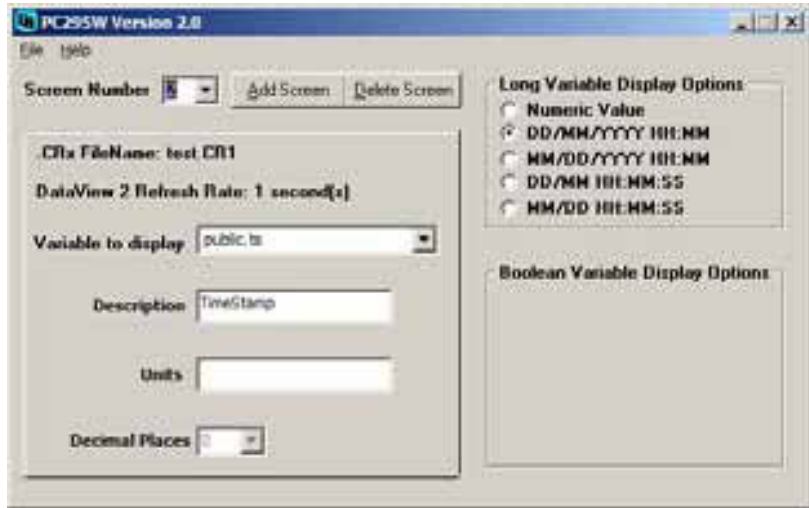 PC295W Version 2.0
File Help
Screen Number Add Screen Delete Screen
.CRx FileName: test.CR1
DataView 2 Refresh Rate: 1 second(s)
Variable to display public.ts
Description TimeStamp
Units
Decimal Places
Long Variable Display Options
Numeric Value
DD/MM/YYYY HH:MM
MM/DD/YYYY HH:MM
DD/MM HH:MM:SS
MM/DD HH:MM:SS
Boolean Variable Display Options